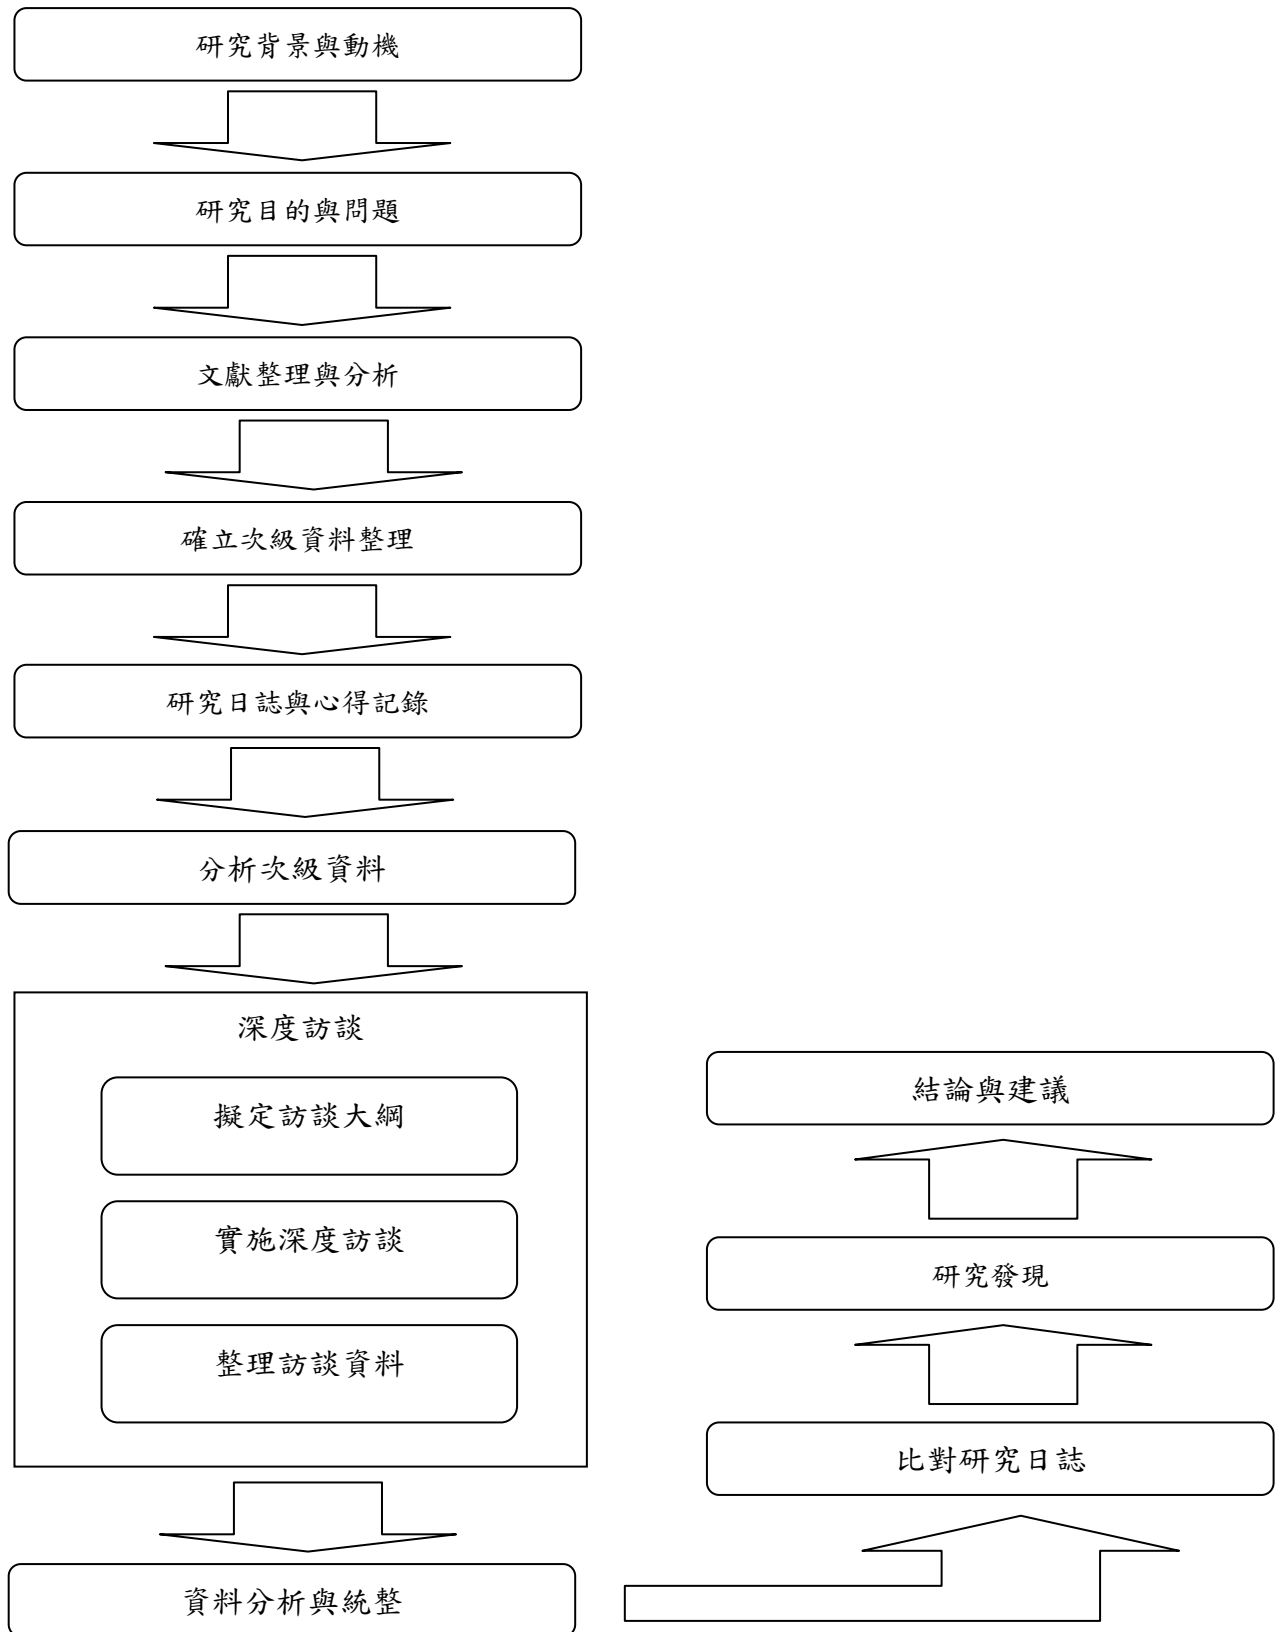 研究背景與動機
研究目的與問題
文獻整理與分析
確立次級資料整理
研究日誌與心得記錄
分析次級資料
深度訪談
擬定訪談大綱
實施深度訪談
整理訪談資料
資料分析與統整
比對研究日誌
研究發現
結論與建議